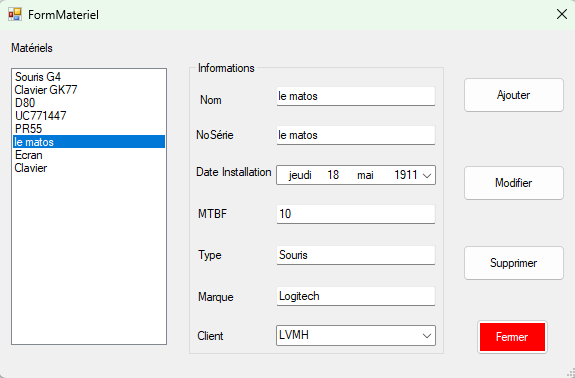 FormMateriel
Matériels
Souris G4
Clavier GK77
D80
UC771447
PR55
le matos
Ecran
Clavier
Informations
Nom
le matos
NoSérie
le matos
Date Installation
jeudi 18 mai 1911
MTBF
10
Type
Souris
Marque
Logitech
Client
LVMH
Ajouter
Modifier
Supprimer
Fermer